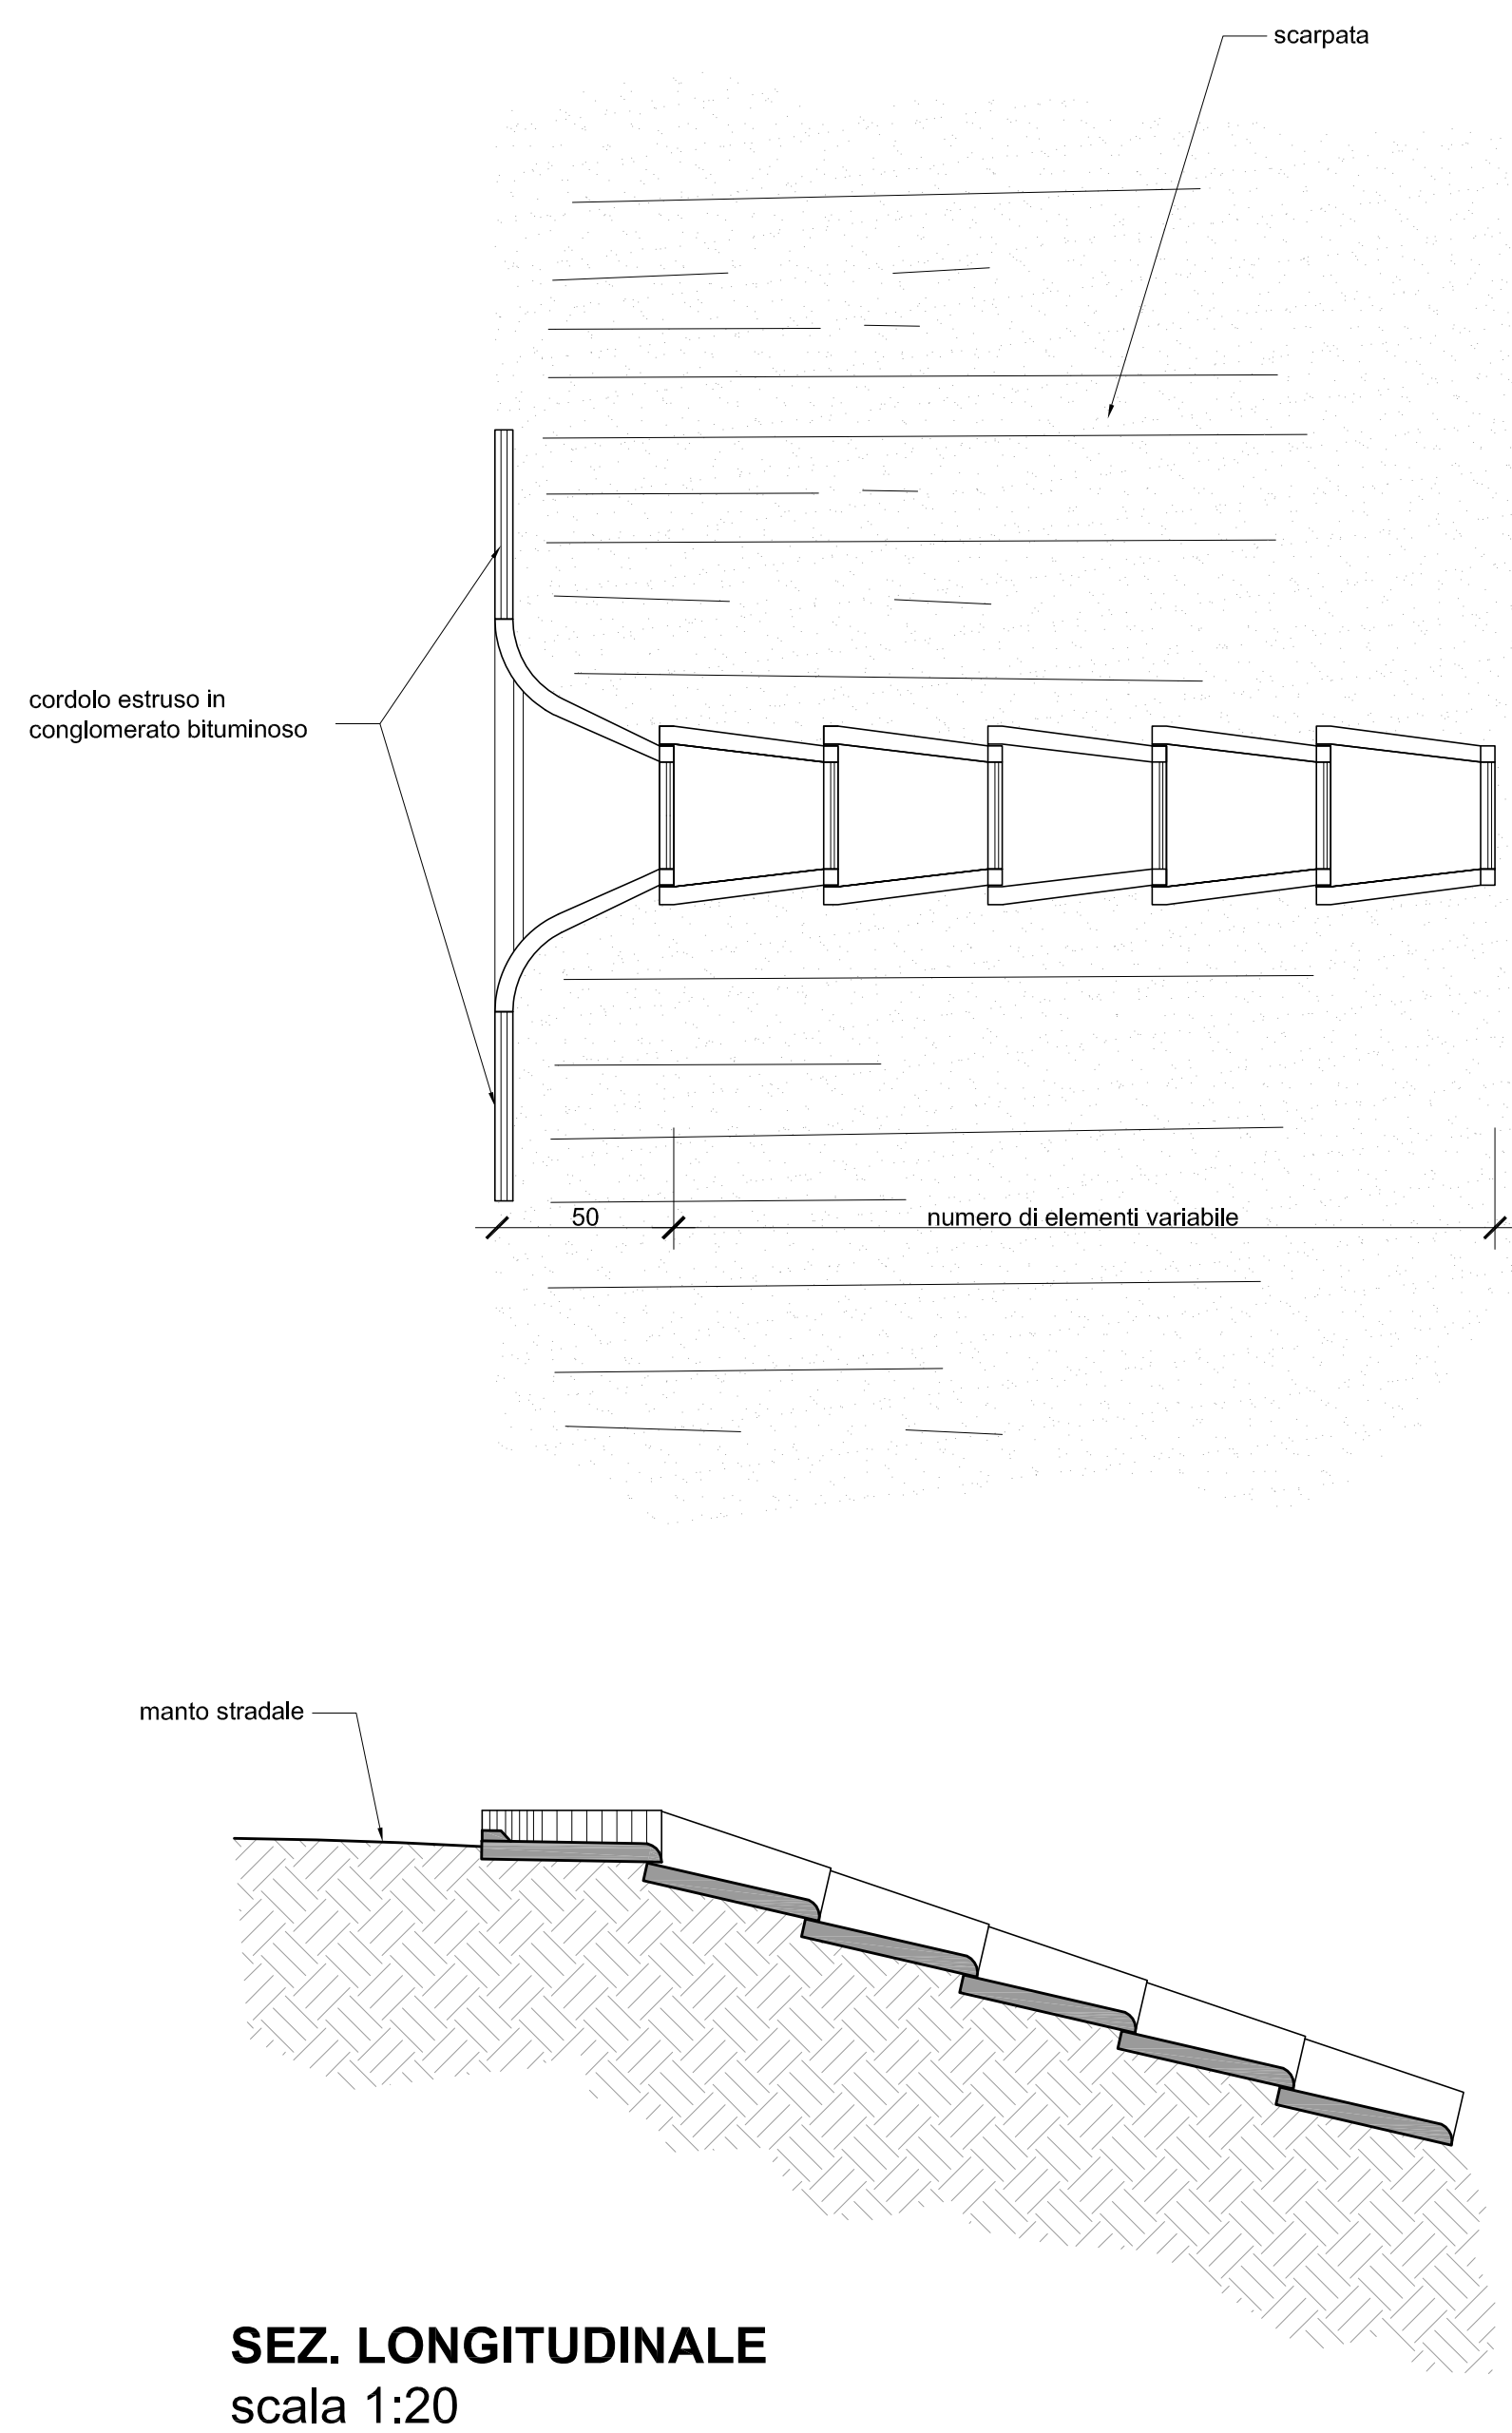 scarpata
cordolo estruso in
conglomerato bituminoso
50
numero di elementi variabile
manto stradale
SEZ. LONGITUDINALE
scala 1:20